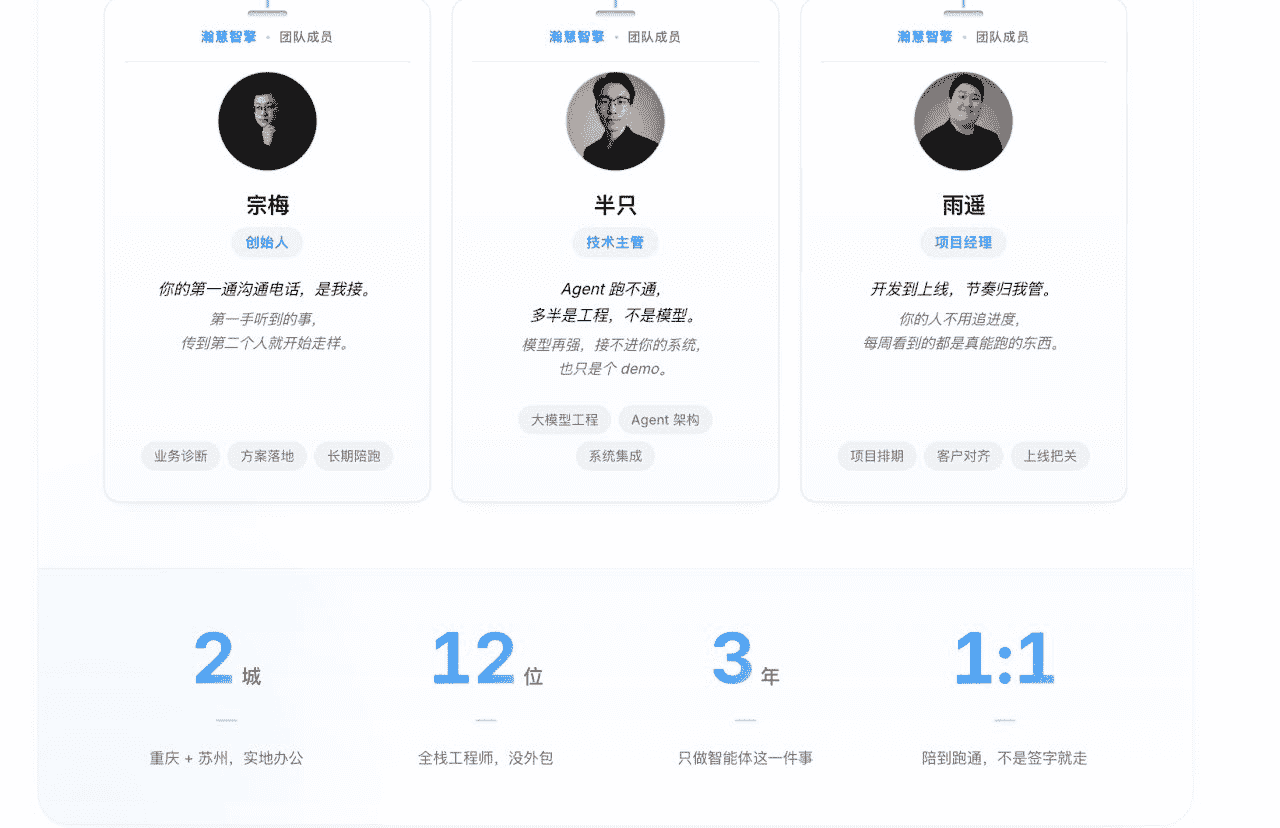 瀚慧智擎 • 团队成员
宗梅
创始人
你的第一通沟通电话，是我接。
第一手听到的事，
传到第二个人就开始走样。
业务诊断 方案落地 长期陪跑
瀚慧智擎 • 团队成员
半只
技术主管
Agent 跑不通，
多半是工程，不是模型。
模型再强，接不进你的系统，
也只是个 demo。
大模型工程 Agent 架构
系统集成
瀚慧智擎 • 团队成员
雨遥
项目经理
开发到上线，节奏归我管。
你的人不用追进度，
每周看到的都是真能跑的东西。
项目排期 客户对齐 上线把关
2 城
重庆 + 苏州，实地办公
12 位
全栈工程师，没外包
3 年
只做智能体这一件事
1:1
陪到跑通，不是签字就走